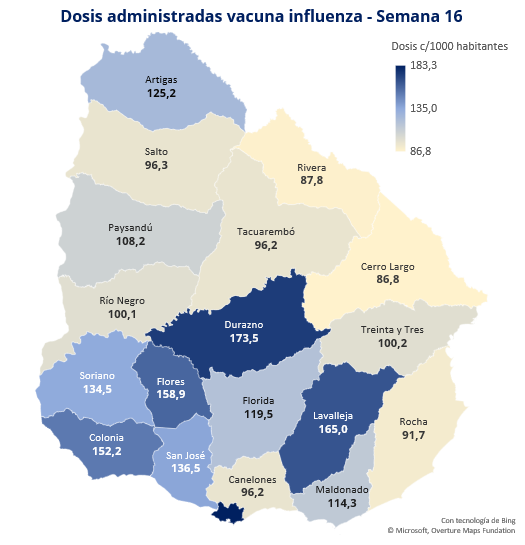 Dosis administradas vacuna influenza - Semana 16
Dosis c/1000 habitantes
183,3
135,0
86,8
Artigas
125,2
Salto
96,3
Rivera
87,8
Paysandú
108,2
Tacuarembó
96,2
Cerro Largo
86,8
Río Negro
100,1
Durazno
173,5
Treinta y Tres
100,2
Soriano
134,5
Flores
158,9
Florida
119,5
Lavalleja
165,0
Rocha
91,7
Colonia
152,2
San José
136,5
Canelones
96,2
Maldonado
114,3
Con tecnología de Bing
© Microsoft, Overture Maps Fundation